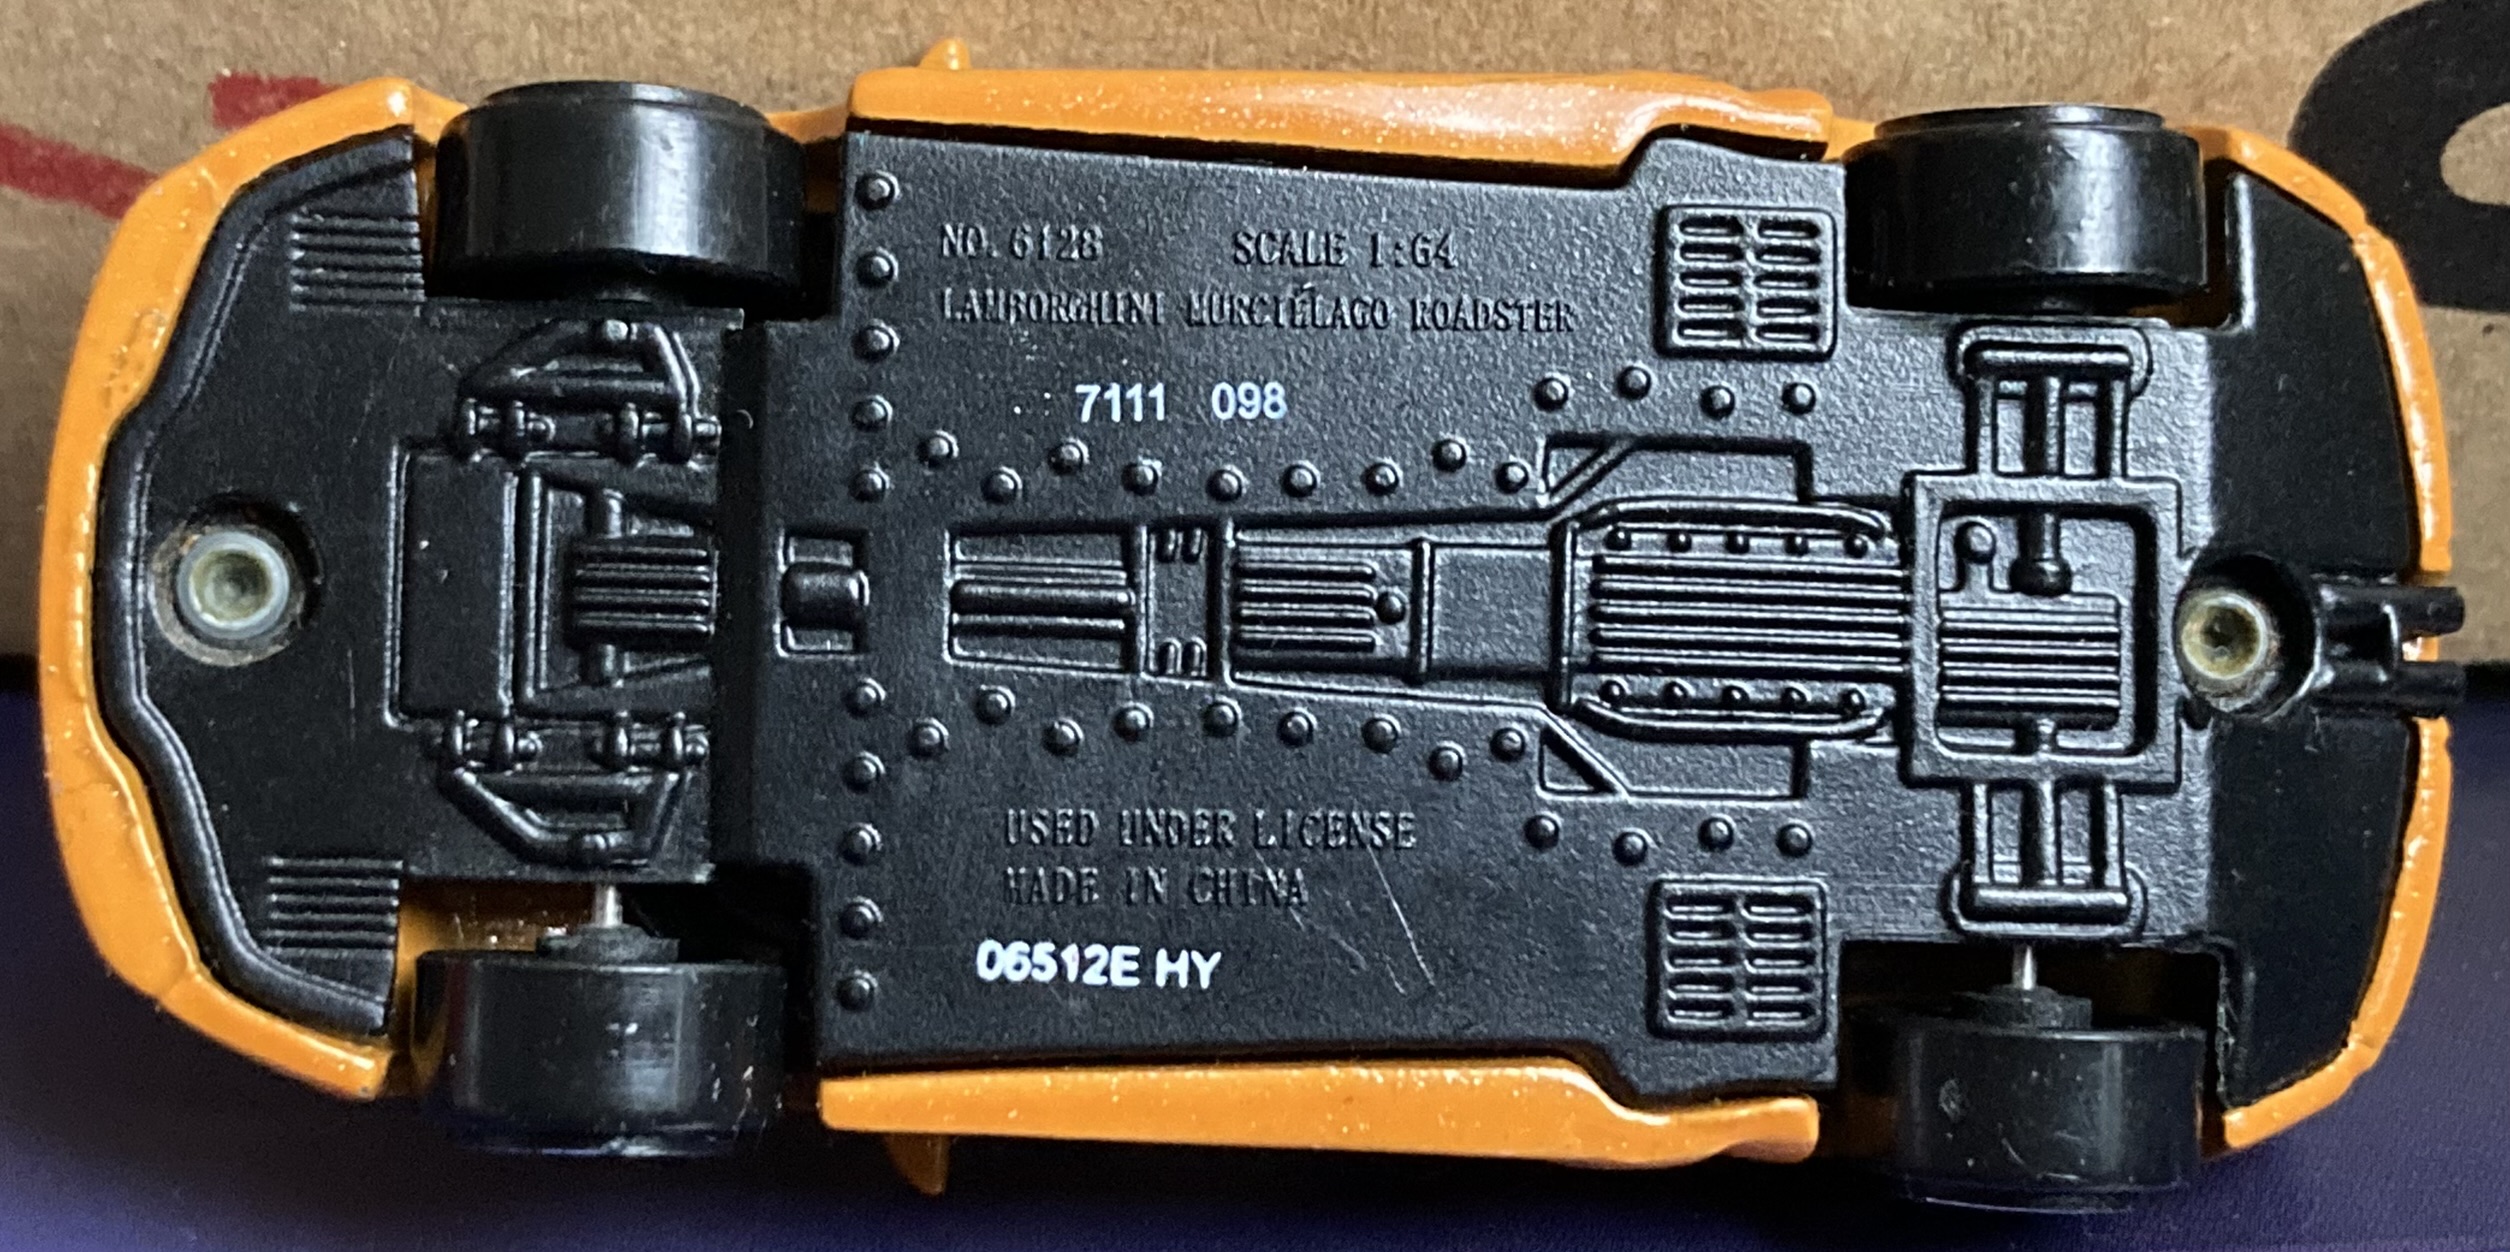 NO. 6128 SCALE 1:64
LAMBORGHINI MURCIÉLAGO ROADSTER
7111 098
USED UNDER LICENSE
MADE IN CHINA
06512E HY